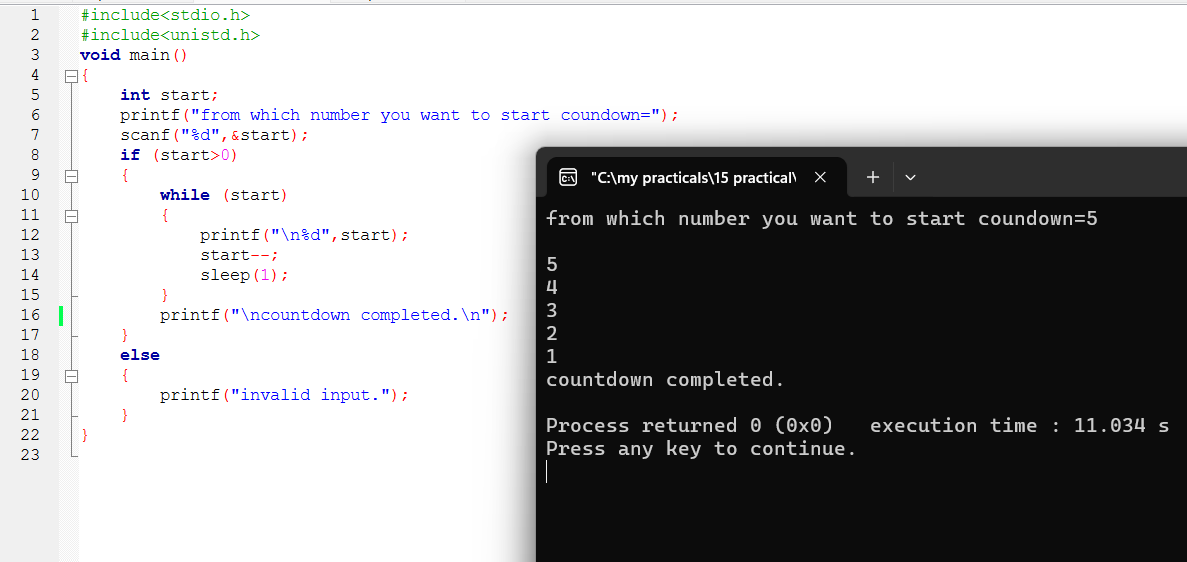 1 #include<stdio.h>
2 #include<unistd.h>
3 void main()
4 {
5 int start;
6 printf("from which number you want to start coundown=");
7 scanf("%d",&start);
8 if (start>0)
9 {
10 while (start)
11 {
12 printf("\n%d",start);
13 start--;
14 sleep(1);
15 }
16 printf("\ncountdown completed.\n");
17 }
18 else
19 {
20 printf("invalid input.");
21 }
22 }
23
"C:\my practicals\15 practical\
from which number you want to start coundown=5
5
4
3
2
1
countdown completed.
Process returned 0 (0x0)   execution time : 11.034 s
Press any key to continue.